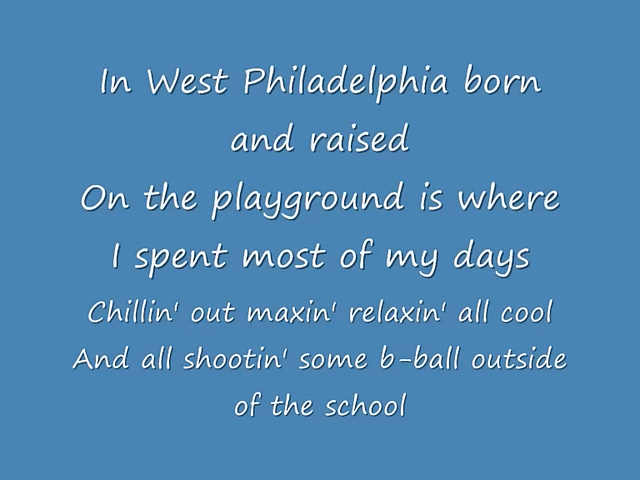 In West Philadelphia born
and raised
On the playground is where
I spent most of my days
Chillin' out maxin' relaxin' all cool
And all shootin' some b-ball outside
of the school